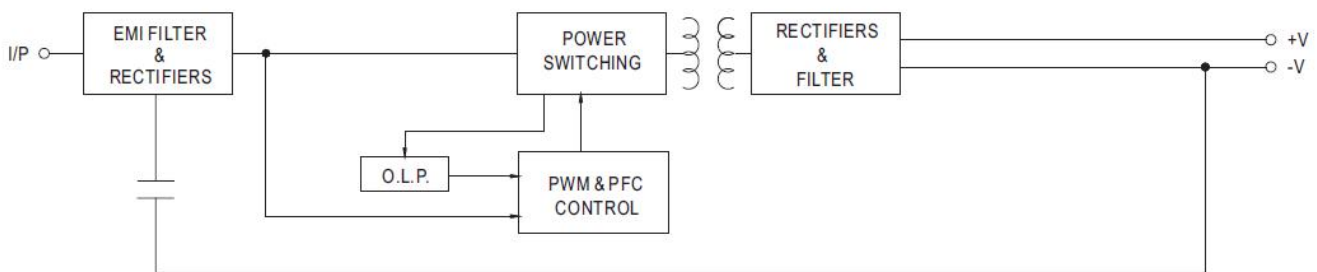 I/P
EMI FILTER
&
RECTIFIERS
POWER
SWITCHING
RECTIFIERS
&
FILTER
+V
-V
O.L.P.
PWM & PFC
CONTROL